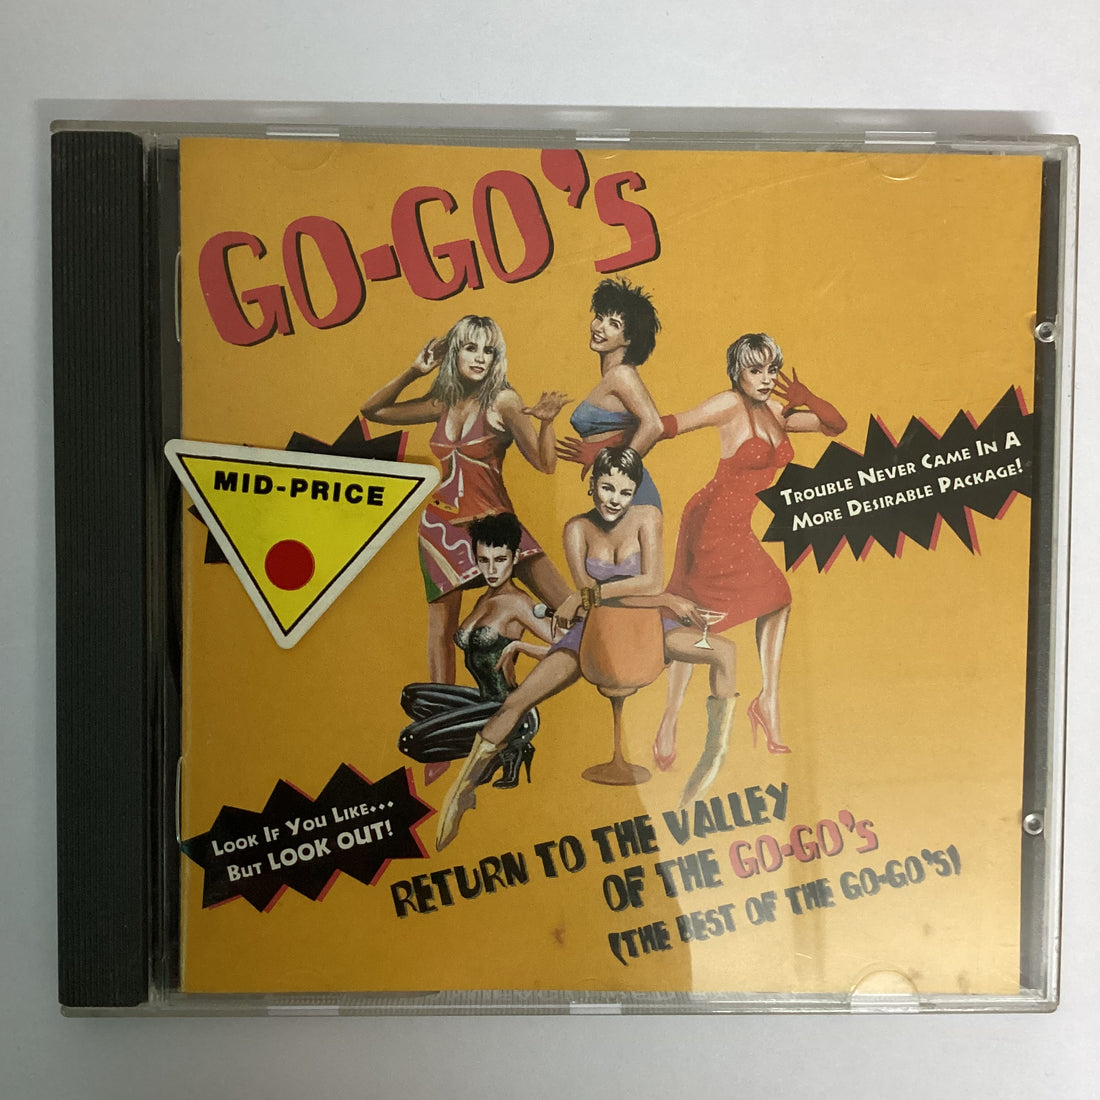 GO-GO's
MID-PRICE
TROUBLE NEVER CAME IN A
MORE DESIRABLE PACKAGE!
LOOK IF YOU LIKE...
BUT LOOK OUT!
RETURN TO THE VALLEY
OF THE GO-GO's
(THE BEST OF THE GO-GO's)